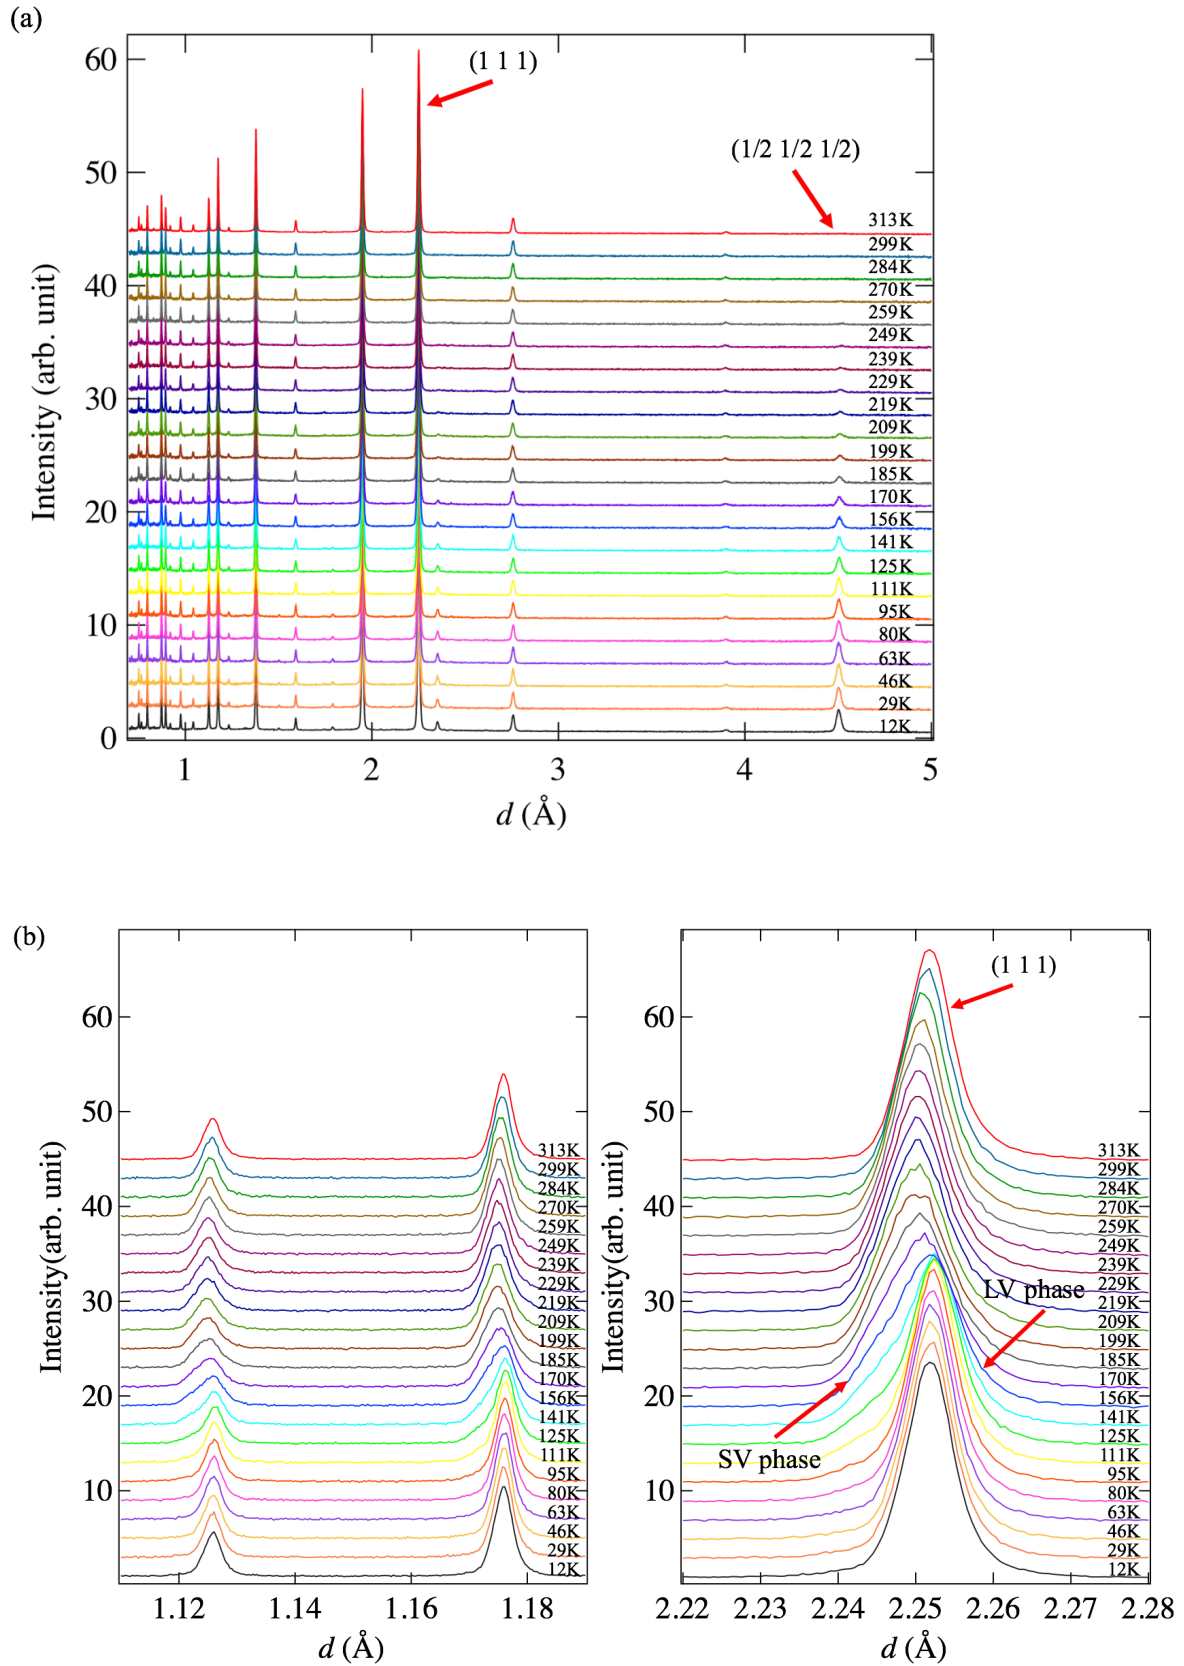 (a)
60
50
40
30
20
10
0
Intensity (arb. unit)
(1 1 1)
(1/2 1/2 1/2)
313K
299K
284K
270K
259K
249K
239K
229K
219K
209K
199K
185K
170K
156K
141K
125K
111K
95K
80K
63K
46K
29K
12K
1 2 3 4 5
d (Å)
(b)
60
50
40
30
20
10
Intensity(arb. unit)
313K
299K
284K
270K
259K
249K
239K
229K
219K
209K
199K
185K
170K
156K
141K
125K
111K
95K
80K
63K
46K
29K
12K
1.12 1.14 1.16 1.18
d (Å)
60
50
40
30
20
10
Intensity(arb. unit)
(1 1 1)
LV phase
SV phase
313K
299K
284K
270K
259K
249K
239K
229K
219K
209K
199K
185K
170K
156K
141K
125K
111K
95K
80K
63K
46K
29K
12K
2.22 2.23 2.24 2.25 2.26 2.27 2.28
d (Å)